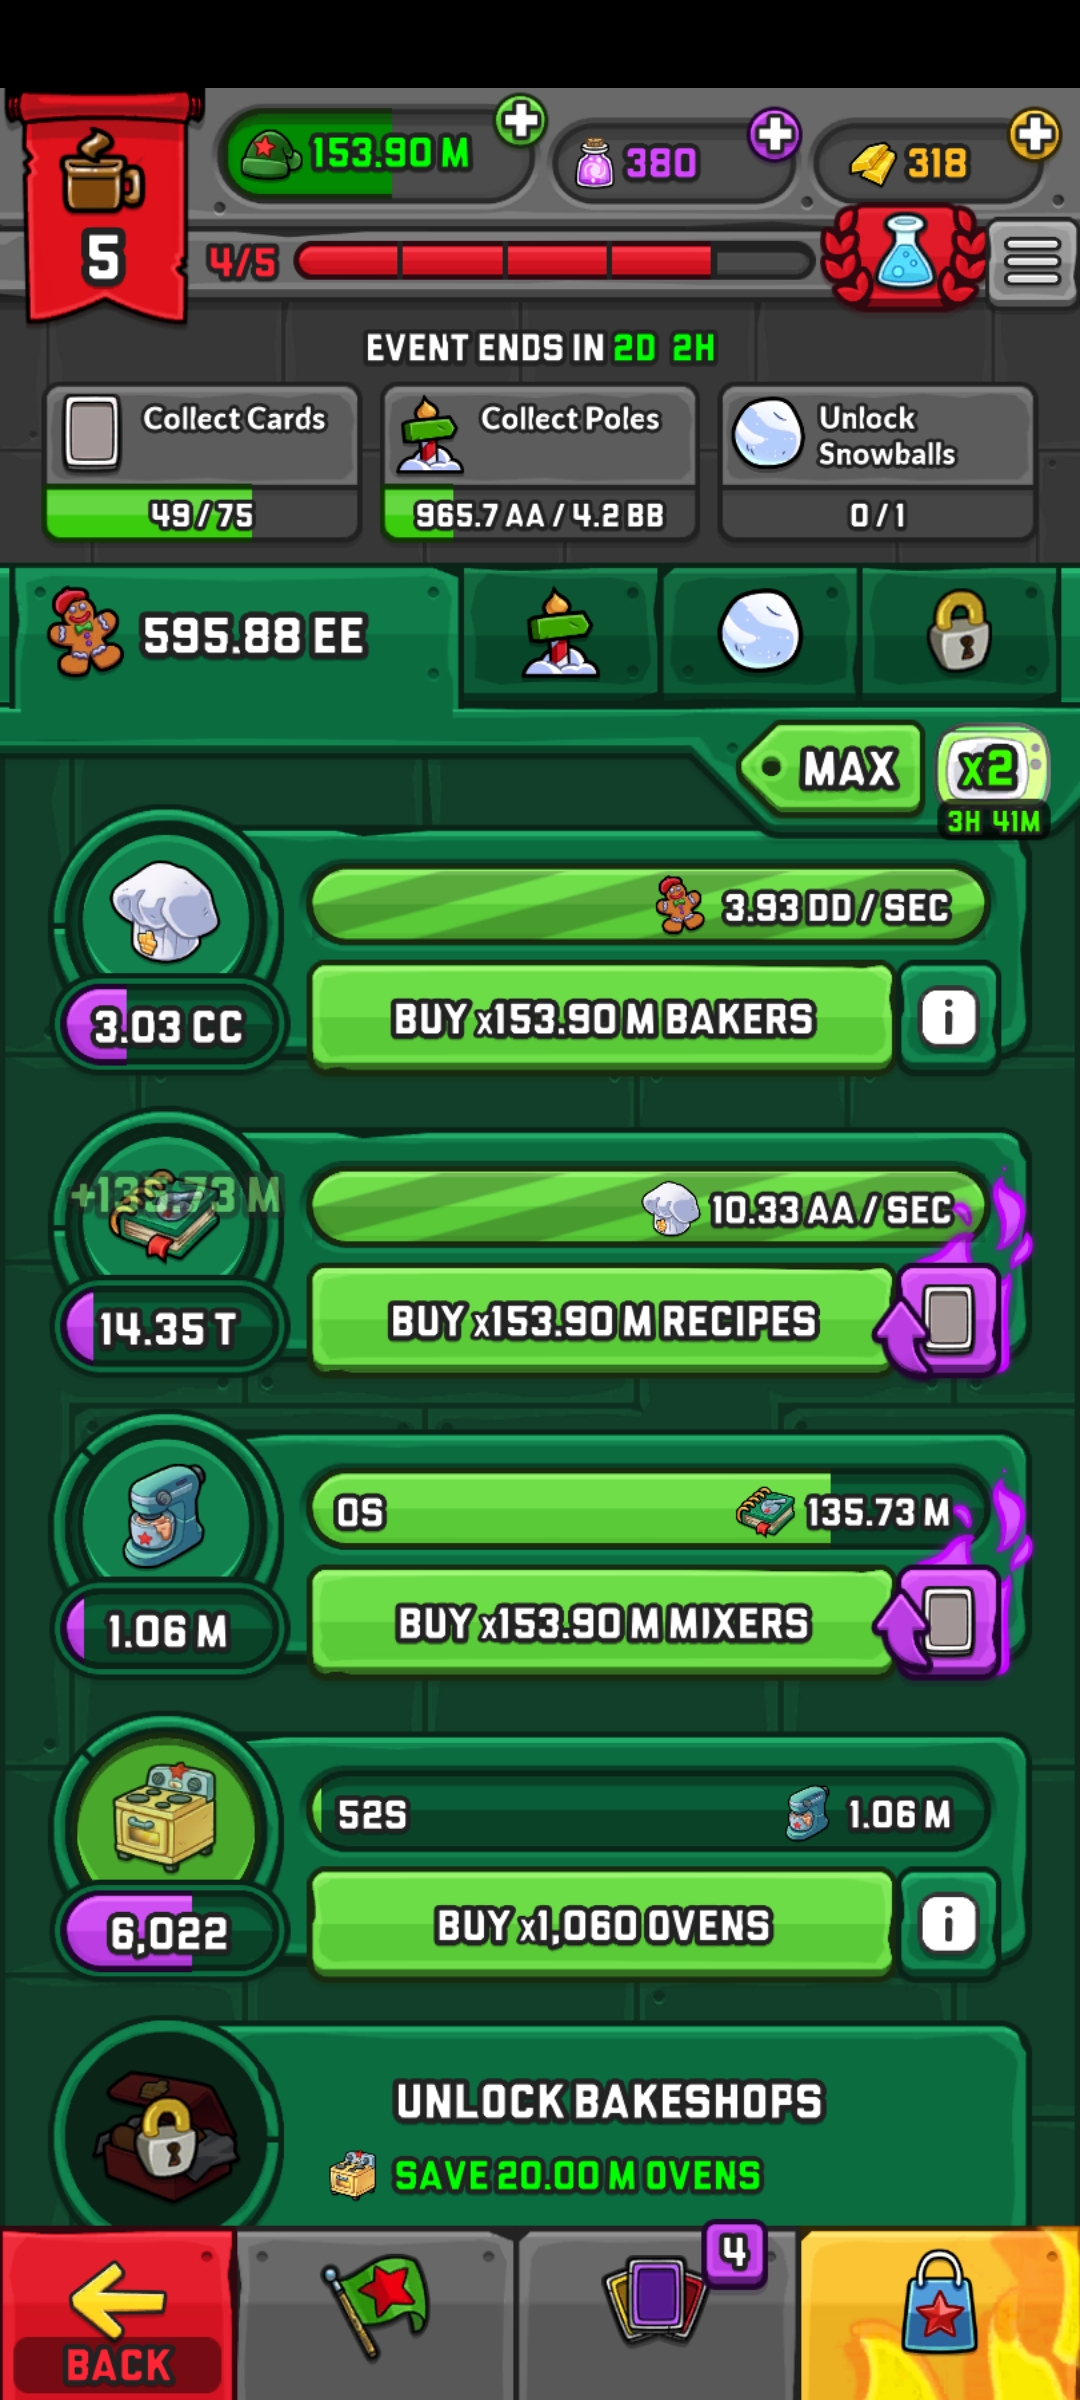 153.90 M
380
318
5
4/5
EVENT ENDS IN 2D 2H
Collect Cards
49/75
Collect Poles
965.7 AA / 4.2 BB
Unlock
Snowballs
0/1
595.88 EE
MAX
x2
3H 41M
3.93 DD / SEC
3.03 CC
BUY x153.90 M BAKERS
i
+135.73 M
10.33 AA / SEC
14.35 T
BUY x153.90 M RECIPES
0S
135.73 M
1.06 M
BUY x153.90 M MIXERS
52S
1.06 M
6,022
BUY x1,060 OVENS
i
UNLOCK BAKESHOPS
SAVE 20.00 M OVENS
4
BACK